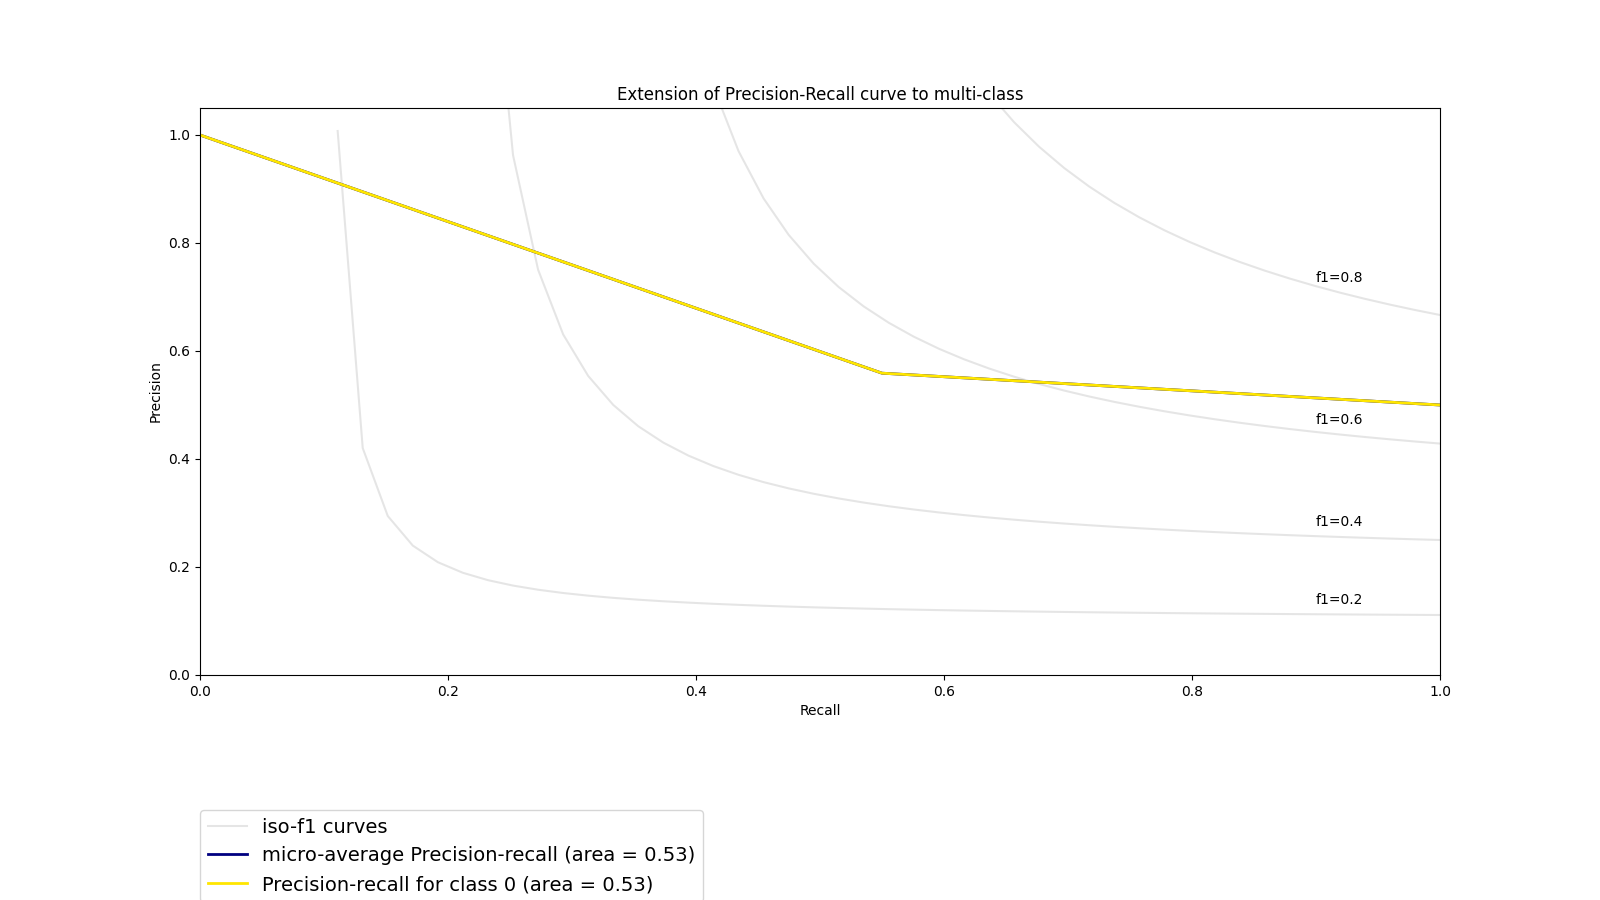 Extension of Precision-Recall curve to multi-class
1.0
0.8
0.6
0.4
0.2
0.0
Precision
f1=0.8
f1=0.6
f1=0.4
f1=0.2
0.0 0.2 0.4 0.6 0.8 1.0
Recall
iso-f1 curves
micro-average Precision-recall (area = 0.53)
Precision-recall for class 0 (area = 0.53)